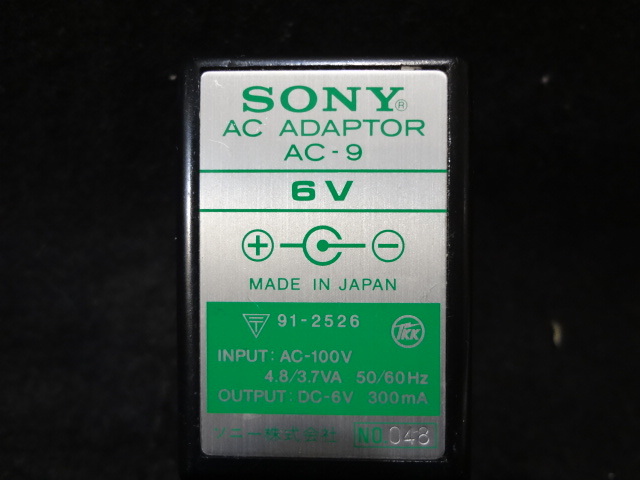 SONY®
AC ADAPTOR
AC-9
6V
MADE IN JAPAN
〒 91-2526 TKK
INPUT: AC-100V
4.8/3.7VA 50/60Hz
OUTPUT: DC-6V 300mA
ソニー株式会社 NO. 048